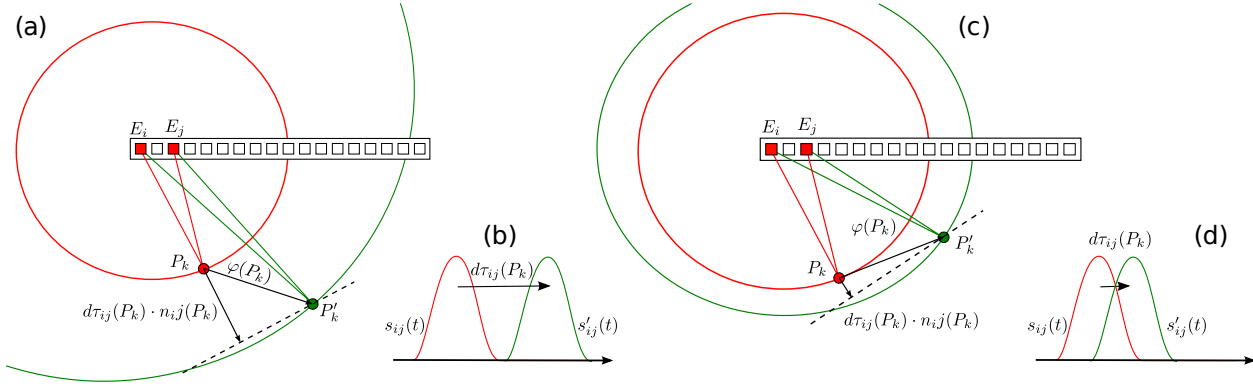 (a)
E_i E_j
P_k
φ(P_k)
P'_k
dτ_ij(P_k) · n_ij(P_k)
(b)
dτ_ij(P_k)
s_ij(t)
s'_ij(t)
(c)
E_i E_j
φ(P_k)
P'_k
P_k
dτ_ij(P_k) · n_ij(P_k)
(d)
dτ_ij(P_k)
s_ij(t)
s'_ij(t)